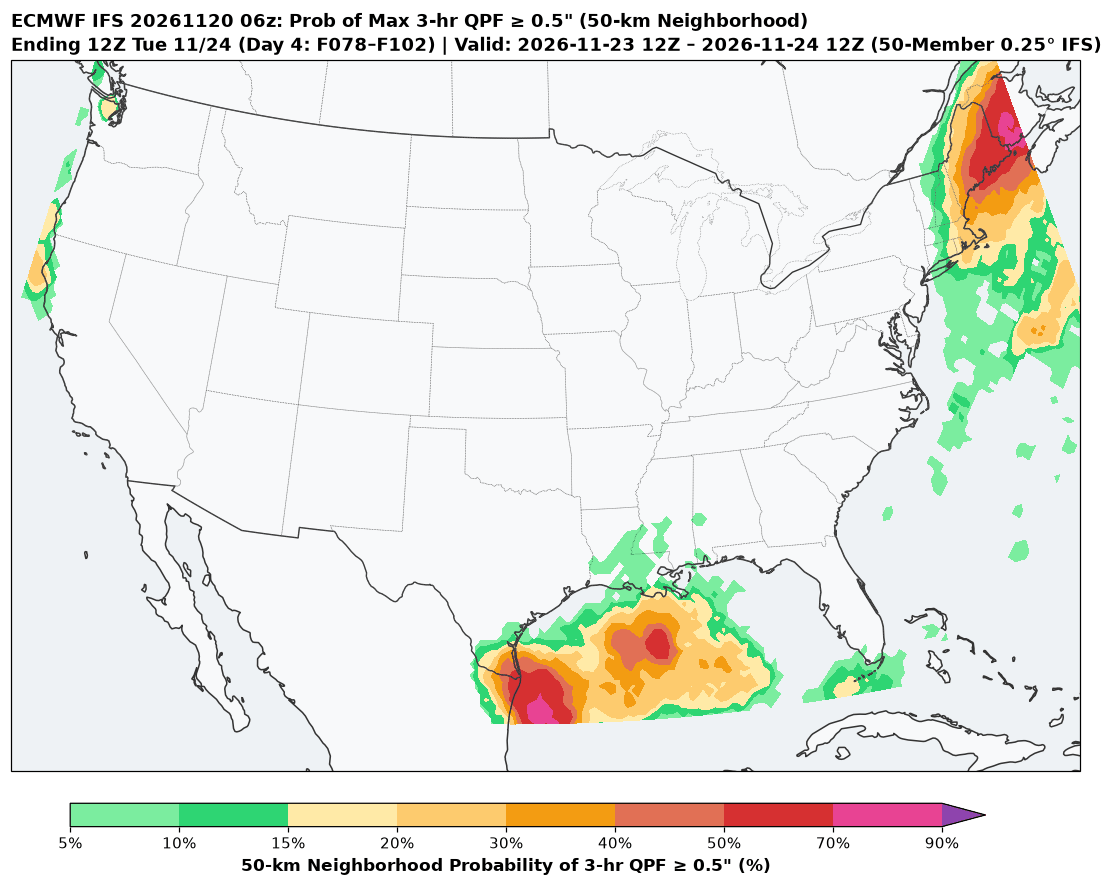 ECMWF IFS 20261120 06z: Prob of Max 3-hr QPF ≥ 0.5" (50-km Neighborhood)
Ending 12Z Tue 11/24 (Day 4: F078–F102) | Valid: 2026-11-23 12Z – 2026-11-24 12Z (50-Member 0.25° IFS)
5% 10% 15% 20% 30% 40% 50% 70% 90%
50-km Neighborhood Probability of 3-hr QPF ≥ 0.5" (%)